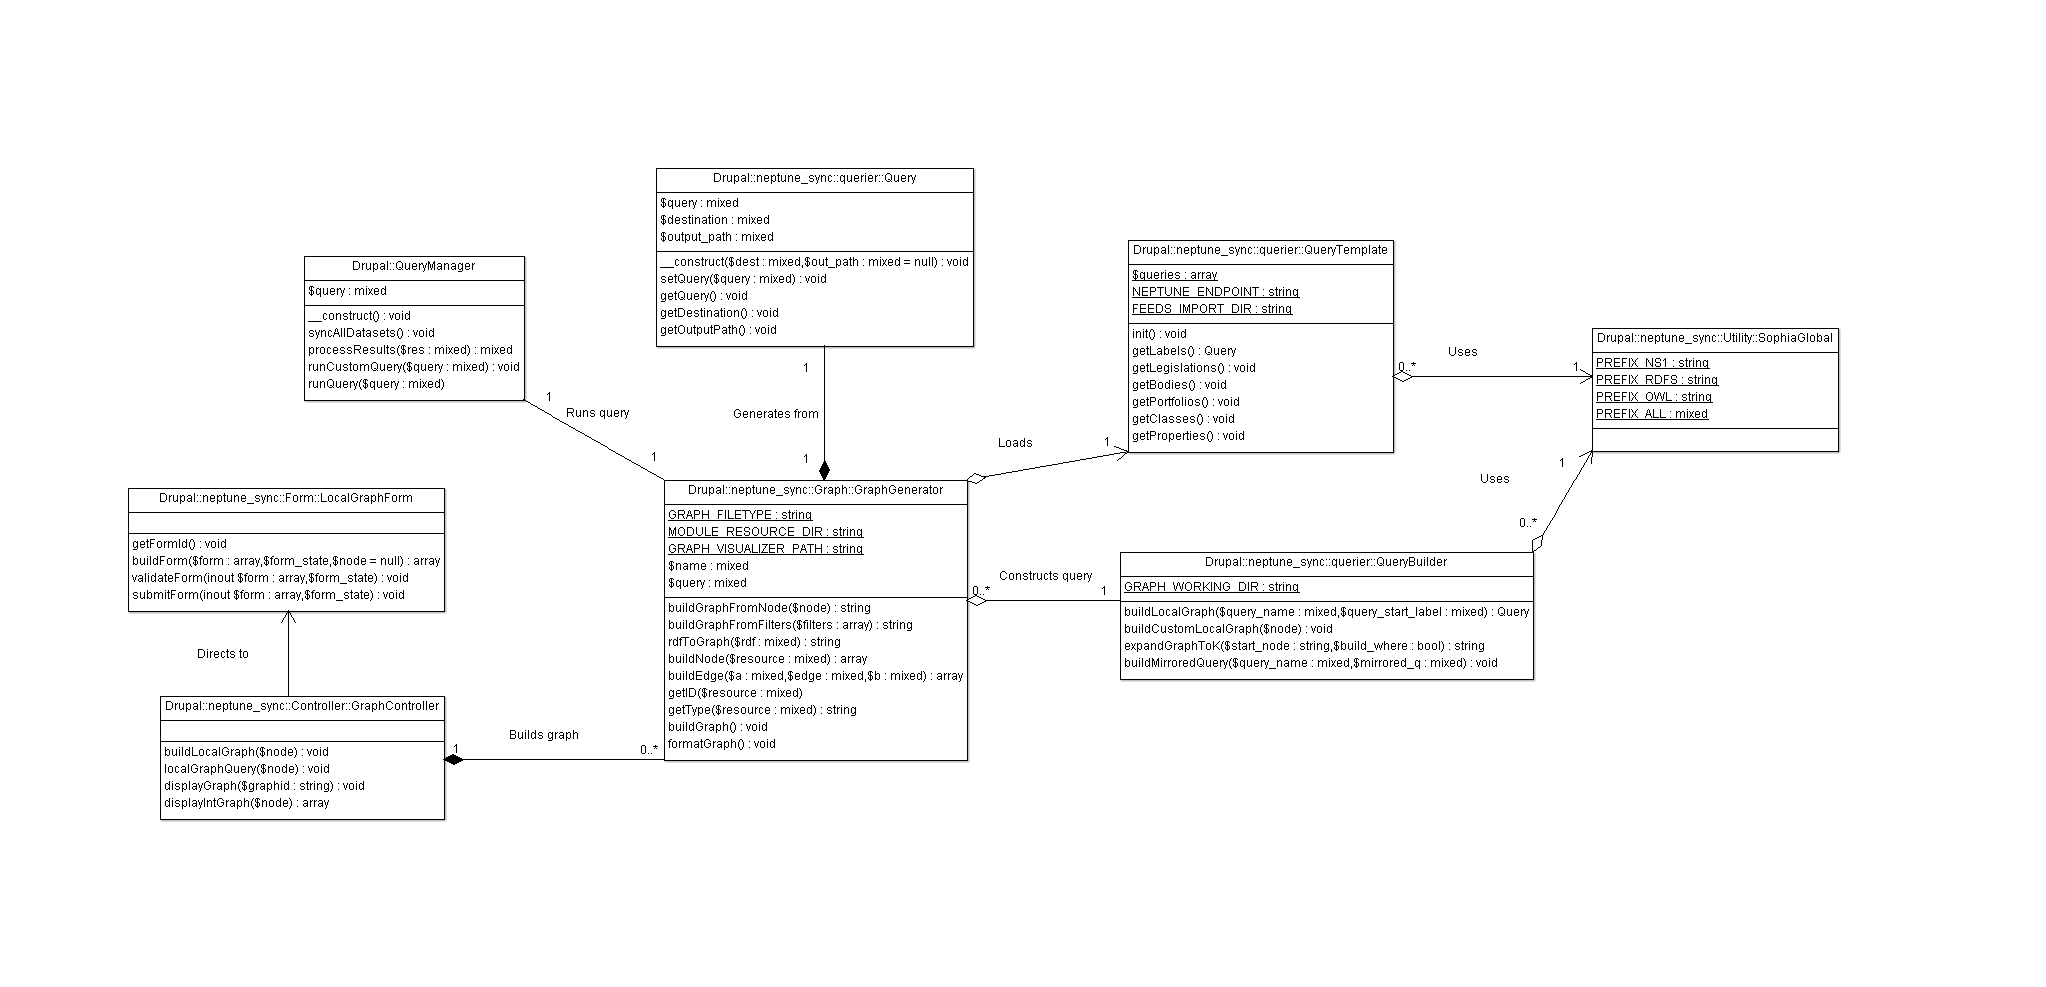 Drupal::neptune_sync::querier::Query
$query : mixed
$destination : mixed
$output_path : mixed
__construct($dest : mixed,$out_path : mixed = null) : void
setQuery($query : mixed) : void
getQuery() : void
getDestination() : void
getOutputPath() : void
Drupal::QueryManager
$query : mixed
__construct() : void
syncAllDatasets() : void
processResults($res : mixed) : mixed
runCustomQuery($query : mixed) : void
runQuery($query : mixed)
Drupal::neptune_sync::querier::QueryTemplate
$queries : array
NEPTUNE_ENDPOINT : string
FEEDS_IMPORT_DIR : string
init() : void
getLabels() : Query
getLegislations() : void
getBodies() : void
getPortfolios() : void
getClasses() : void
getProperties() : void
Uses
0..*
1
Drupal::neptune_sync::Utility::SophiaGlobal
PREFIX_NS1 : string
PREFIX_RDFS : string
PREFIX_OWL : string
PREFIX_ALL : mixed
1
Runs query
1
1
Generates from
1
Loads
1
Uses
1
0..*
Drupal::neptune_sync::Form::LocalGraphForm
getFormId() : void
buildForm($form : array,$form_state,$node = null) : array
validateForm(inout $form : array,$form_state) : void
submitForm(inout $form : array,$form_state) : void
Directs to
Drupal::neptune_sync::Graph::GraphGenerator
GRAPH_FILETYPE : string
MODULE_RESOURCE_DIR : string
GRAPH_VISUALIZER_PATH : string
$name : mixed
$query : mixed
buildGraphFromNode($node) : string
buildGraphFromFilters($filters : array) : string
rdfToGraph($rdf : mixed) : string
buildNode($resource : mixed) : array
buildEdge($a : mixed,$edge : mixed,$b : mixed) : array
getID($resource : mixed)
getType($resource : mixed) : string
buildGraph() : void
formatGraph() : void
Constructs query
0..*
1
Drupal::neptune_sync::querier::QueryBuilder
GRAPH_WORKING_DIR : string
buildLocalGraph($query_name : mixed,$query_start_label : mixed) : Query
buildCustomLocalGraph($node) : void
expandGraphToK($start_node : string,$build_where : bool) : string
buildMirroredQuery($query_name : mixed,$mirrored_q : mixed) : void
Drupal::neptune_sync::Controller::GraphController
buildLocalGraph($node) : void
localGraphQuery($node) : void
displayGraph($graphid : string) : void
displayIntGraph($node) : array
Builds graph
1
0..*